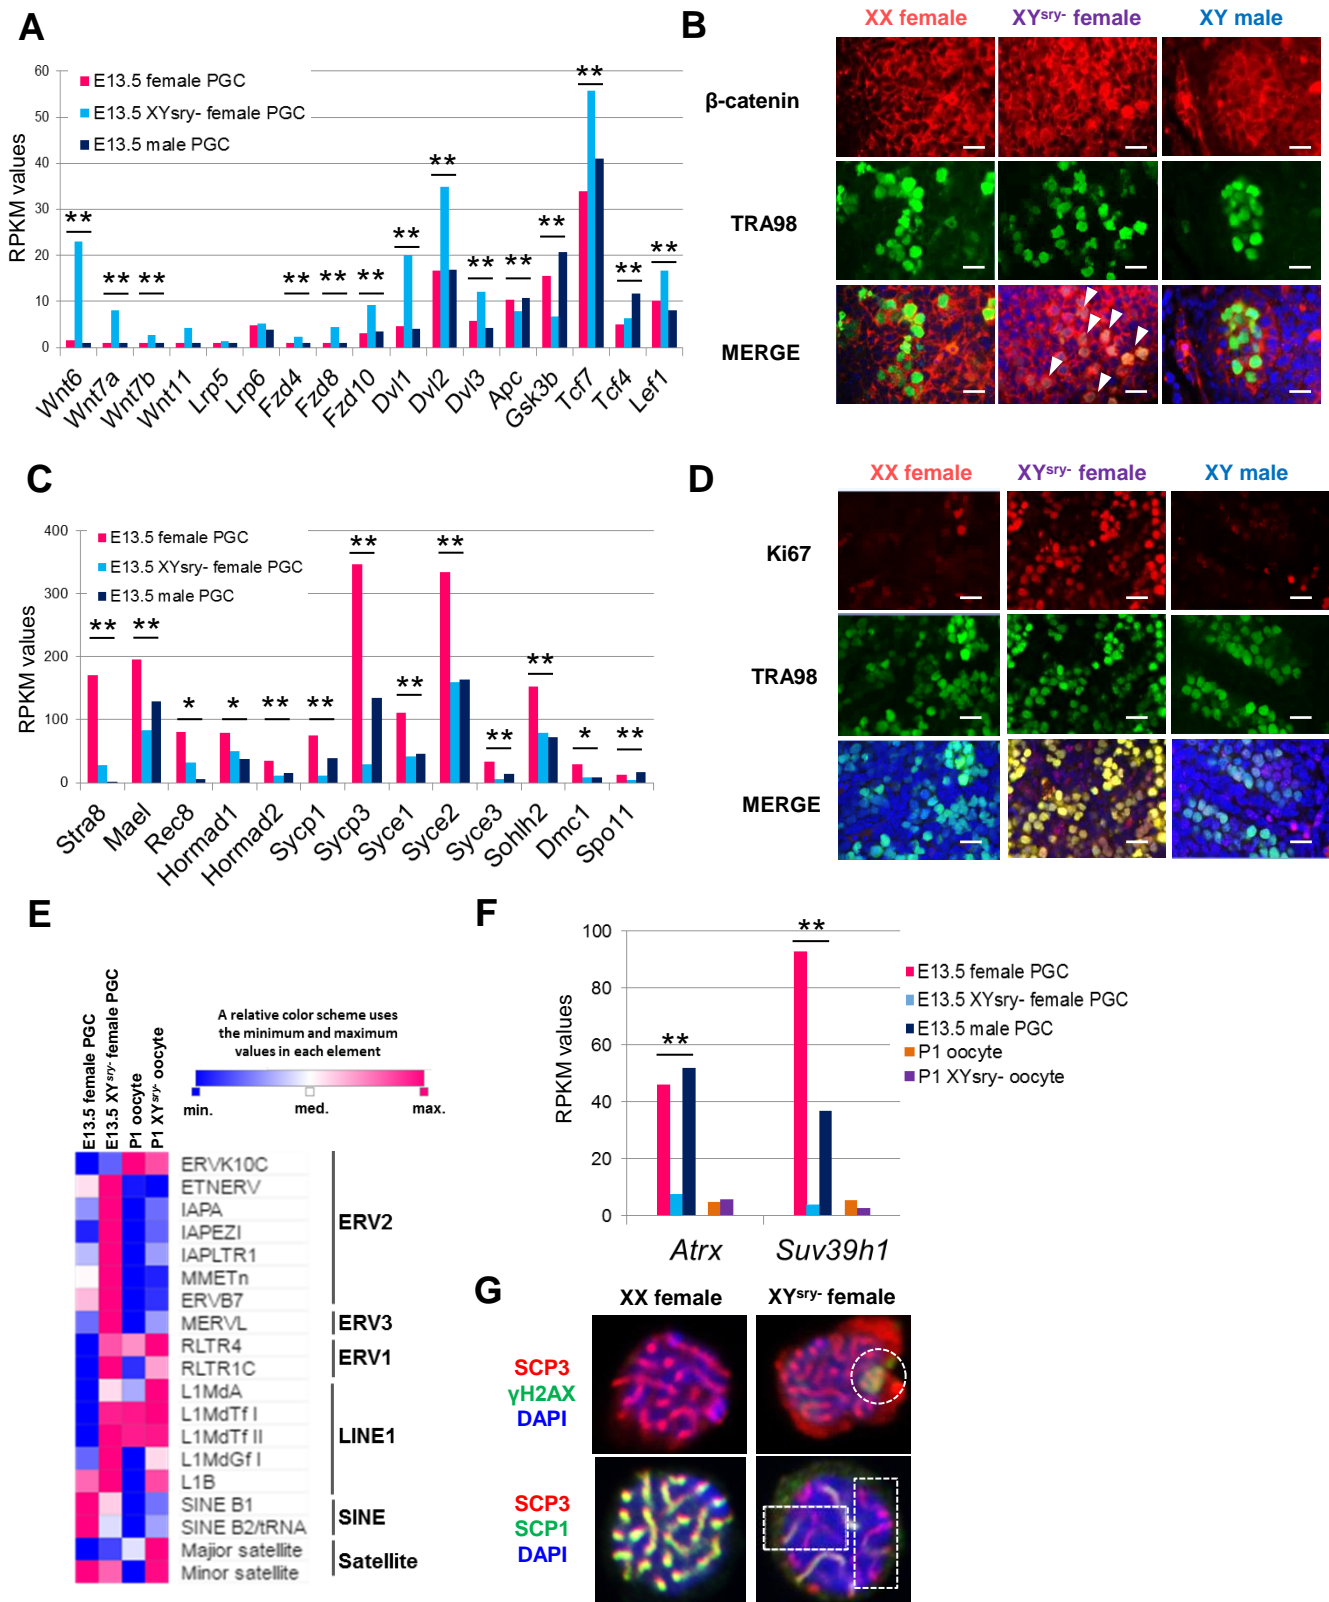 A
RPKM values
60
50
40
30
20
10
0
E13.5 female PGC
E13.5 XYsry- female PGC
E13.5 male PGC
** ** ** ** ** ** ** ** ** ** ** ** ** **
Wnt6 Wnt7a Wnt7b Wnt11 Lrp5 Lrp6 Fzd4 Fzd8 Fzd10 Dvl1 Dvl2 Dvl3 Apc Gsk3b Tcf7 Tcf4 Lef1
B
XX female XYsry- female XY male
β-catenin
TRA98
MERGE
C
RPKM values
400
300
200
100
0
E13.5 female PGC
E13.5 XYsry- female PGC
E13.5 male PGC
** ** * * ** ** ** ** ** ** ** * **
Stra8 Mael Rec8 Hormad1 Hormad2 Sycp1 Sycp3 Syce1 Syce2 Syce3 Sohlh2 Dmc1 Spo11
D
XX female XYsry- female XY male
Ki67
TRA98
MERGE
E
E13.5 female PGC
E13.5 XYsry- female PGC
P1 oocyte
P1 XYsry- oocyte
A relative color scheme uses
the minimum and maximum
values in each element
min. med. max.
ERVK10C
ETNERV
IAPA
IAPEZI
IAPLTR1
MMETn
ERVB7
MERVL
RLTR4
RLTR1C
L1MdA
L1MdTf I
L1MdTf II
L1MdGf I
L1B
SINE B1
SINE B2/tRNA
Majior satellite
Minor satellite
ERV2
ERV3
ERV1
LINE1
SINE
Satellite
F
RPKM values
100
80
60
40
20
0
** **
Atrx Suv39h1
E13.5 female PGC
E13.5 XYsry- female PGC
E13.5 male PGC
P1 oocyte
P1 XYsry- oocyte
G
XX female XYsry- female
SCP3
γH2AX
DAPI
SCP3
SCP1
DAPI